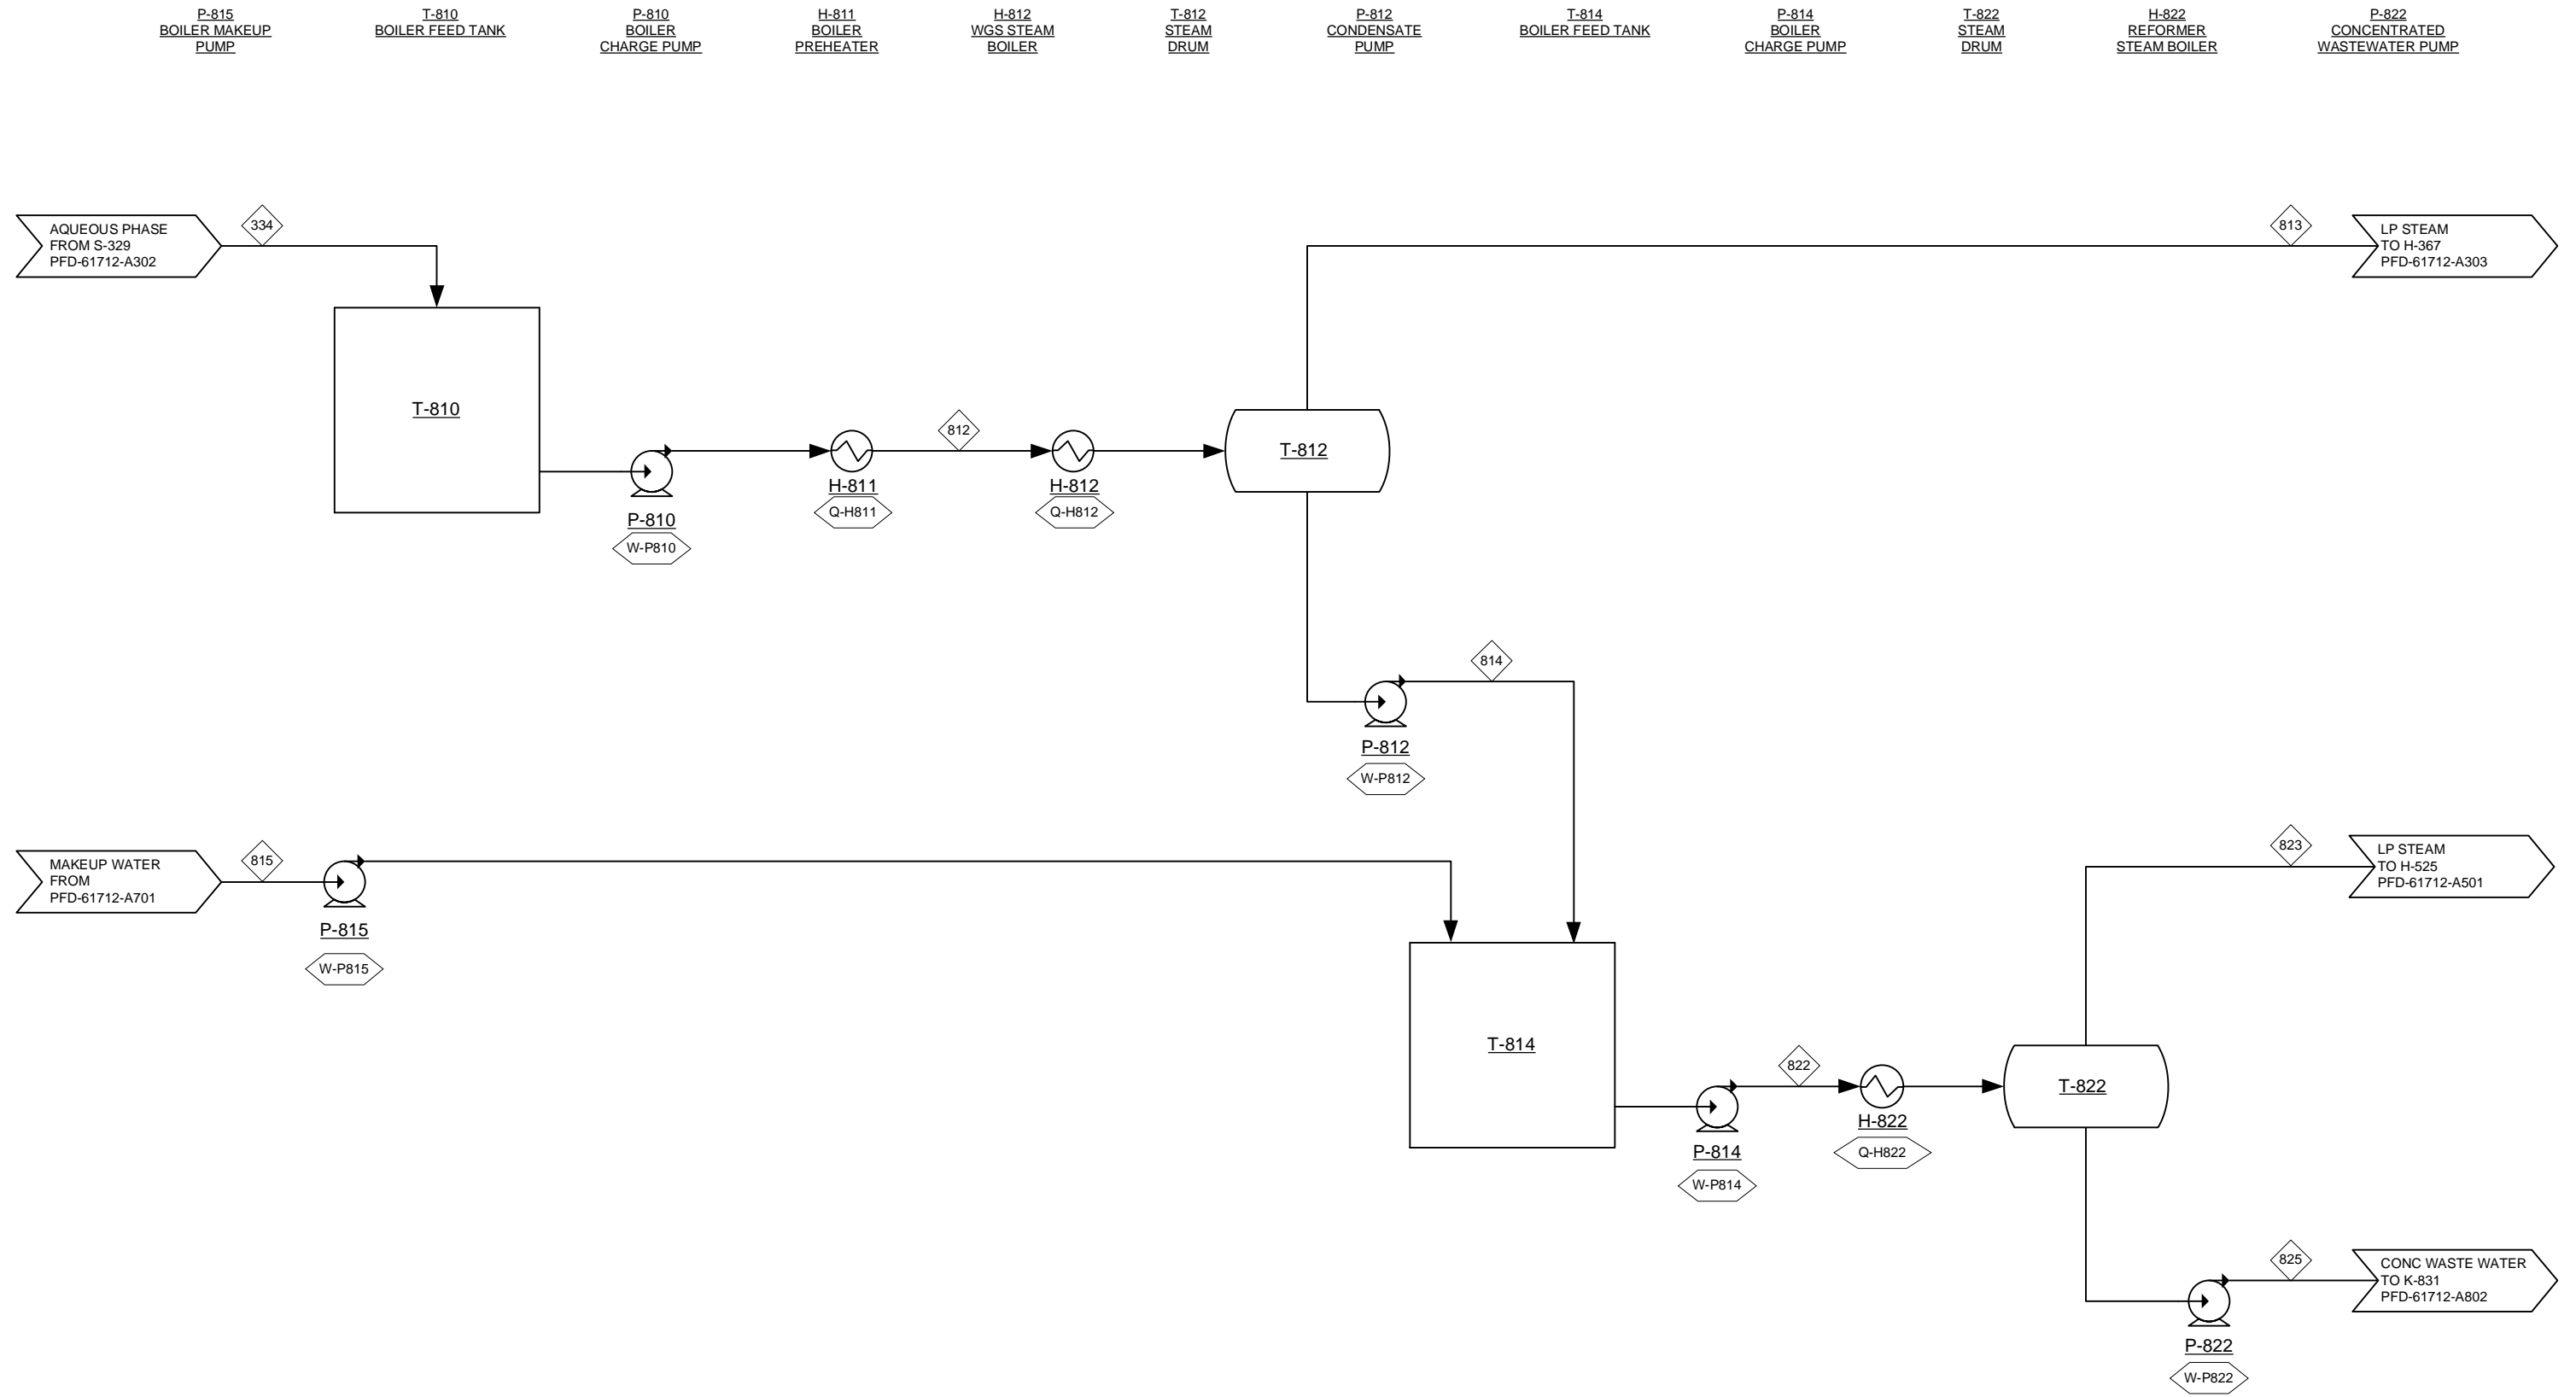 P-815
BOILER MAKEUP
PUMP
T-810
BOILER FEED TANK
P-810
BOILER
CHARGE PUMP
H-811
BOILER
PREHEATER
H-812
WGS STEAM
BOILER
T-812
STEAM
DRUM
P-812
CONDENSATE
PUMP
T-814
BOILER FEED TANK
P-814
BOILER
CHARGE PUMP
T-822
STEAM
DRUM
H-822
REFORMER
STEAM BOILER
P-822
CONCENTRATED
WASTEWATER PUMP
AQUEOUS PHASE
FROM S-329
PFD-61712-A302
334
813
LP STEAM
TO H-367
PFD-61712-A303
T-810
P-810
W-P810
H-811
Q-H811
812
H-812
Q-H812
T-812
814
P-812
W-P812
MAKEUP WATER
FROM
PFD-61712-A701
815
P-815
W-P815
823
LP STEAM
TO H-525
PFD-61712-A501
T-814
P-814
W-P814
822
H-822
Q-H822
T-822
825
CONC WASTE WATER
TO K-831
PFD-61712-A802
P-822
W-P822